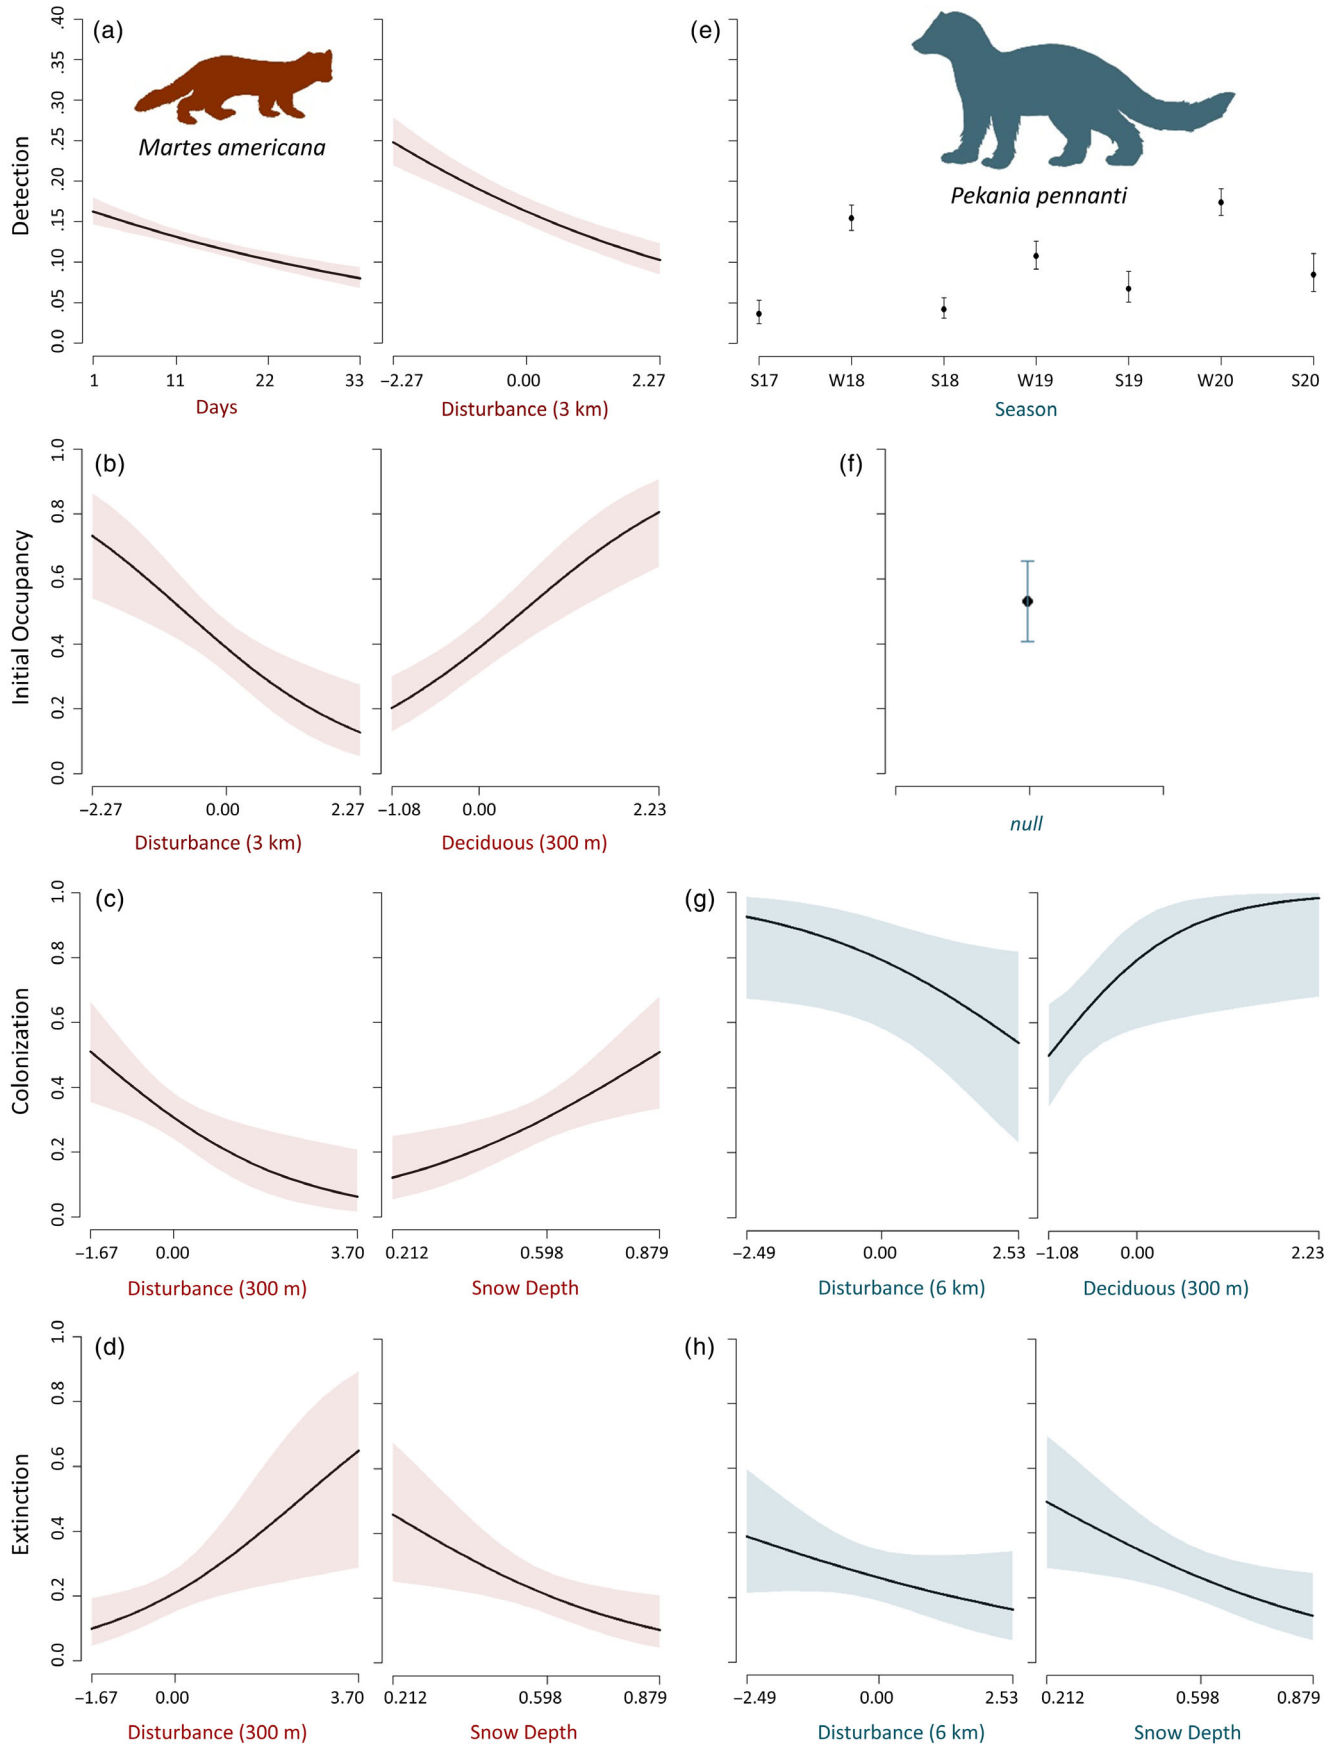 (a)
Martes americana
Detection
0.0 .05 .10 .15 .20 .25 .30 .35 .40
1 11 22 33
Days
−2.27 0.00 2.27
Disturbance (3 km)
(e)
Pekania pennanti
S17 W18 S18 W19 S19 W20 S20
Season
(b)
Initial Occupancy
0.0 0.2 0.4 0.6 0.8 1.0
−2.27 0.00 2.27
Disturbance (3 km)
−1.08 0.00 2.23
Deciduous (300 m)
(f)
null
(c)
Colonization
0.0 0.2 0.4 0.6 0.8 1.0
−1.67 0.00 3.70
Disturbance (300 m)
0.212 0.598 0.879
Snow Depth
(g)
−2.49 0.00 2.53
Disturbance (6 km)
−1.08 0.00 2.23
Deciduous (300 m)
(d)
Extinction
0.0 0.2 0.4 0.6 0.8 1.0
−1.67 0.00 3.70
Disturbance (300 m)
0.212 0.598 0.879
Snow Depth
(h)
−2.49 0.00 2.53
Disturbance (6 km)
0.212 0.598 0.879
Snow Depth